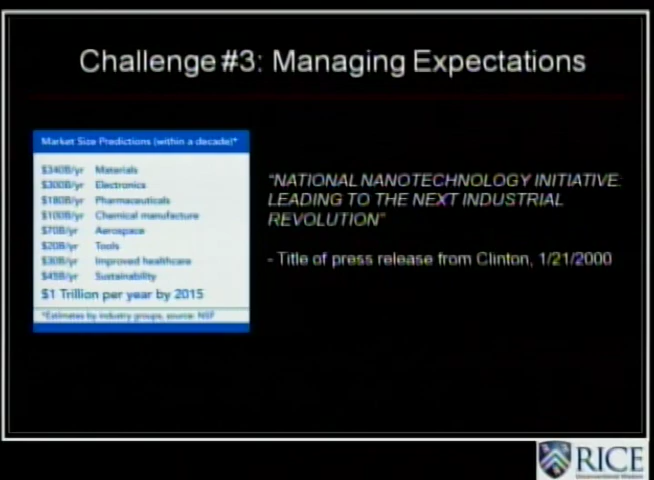 Challenge #3: Managing Expectations
Market Size Predictions (within a decade)*
$340B/yr Materials
$300B/yr Electronics
$180B/yr Pharmaceuticals
$100B/yr Chemical manufacture
$70B/yr Aerospace
$20B/yr Tools
$30B/yr Improved healthcare
$45B/yr Sustainability
$1 Trillion per year by 2015
*Estimates by industry groups, source: NSF
"NATIONAL NANOTECHNOLOGY INITIATIVE:
LEADING TO THE NEXT INDUSTRIAL
REVOLUTION"
- Title of press release from Clinton, 1/21/2000
RICE